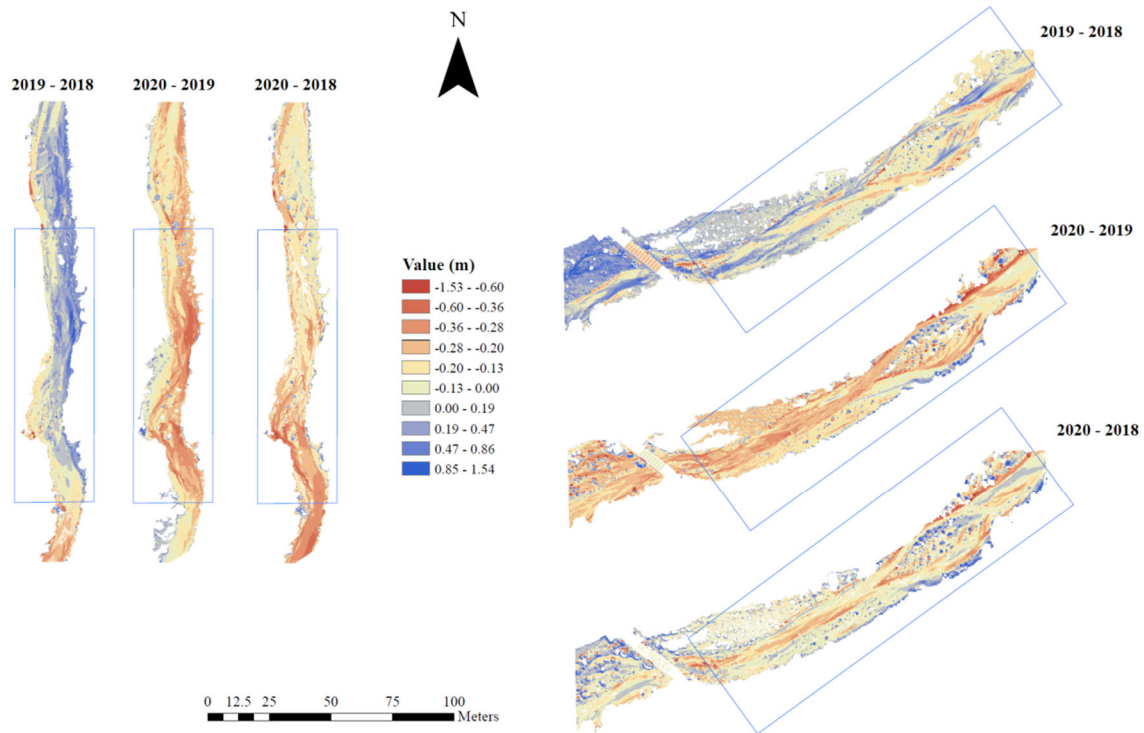 N
2019 - 2018
2020 - 2019
2020 - 2018
Value (m)
-1.53 - -0.60
-0.60 - -0.36
-0.36 - -0.28
-0.28 - -0.20
-0.20 - -0.13
-0.13 - 0.00
0.00 - 0.19
0.19 - 0.47
0.47 - 0.86
0.85 - 1.54
0 12.5 25 50 75 100
Meters
2019 - 2018
2020 - 2019
2020 - 2018